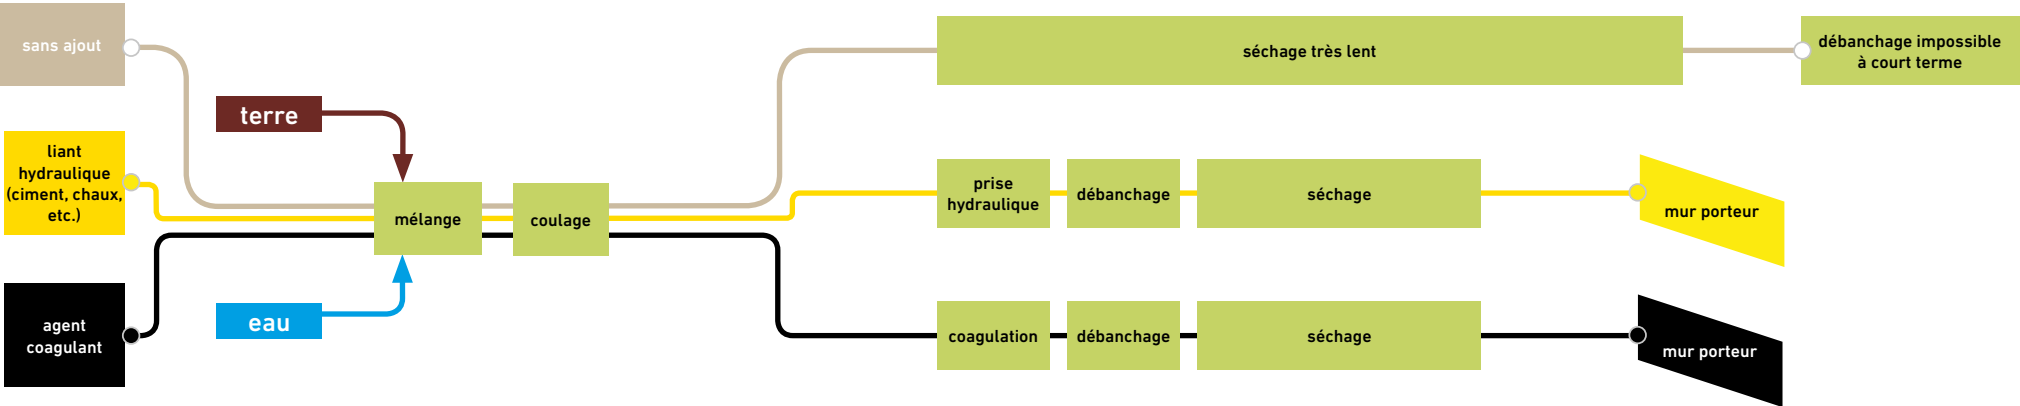 sans ajout
séchage très lent
débanchage impossible
à court terme
terre
liant
hydraulique
(ciment, chaux,
etc.)
mélange
coulage
prise
hydraulique
débanchage
séchage
mur porteur
eau
agent
coagulant
coagulation
débanchage
séchage
mur porteur